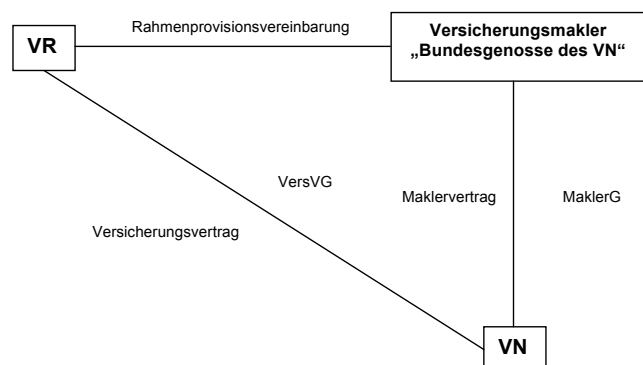 Rahmenprovisionsvereinbarung
VR
Versicherungsmakler
„Bundesgenosse des VN“
VersVG
Maklervertrag
MaklerG
Versicherungsvertrag
VN